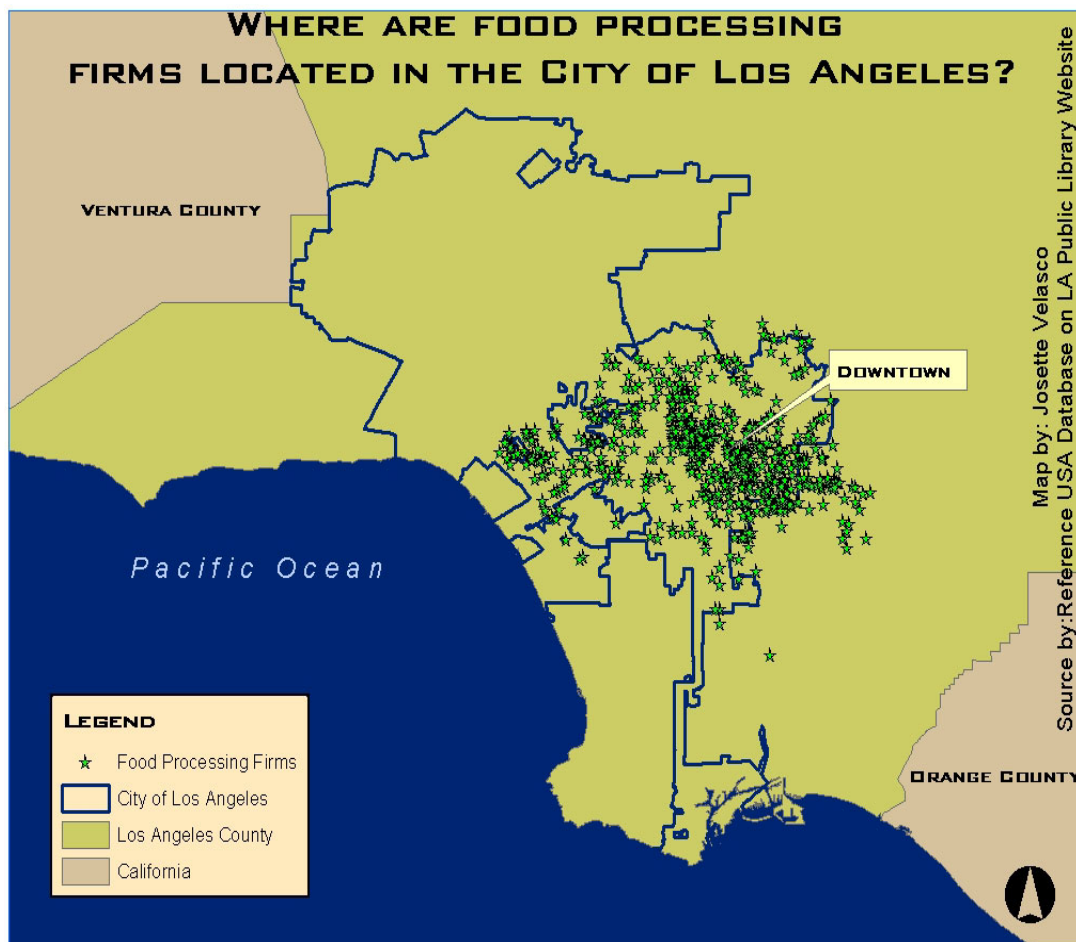 WHERE ARE FOOD PROCESSING
FIRMS LOCATED IN THE CITY OF LOS ANGELES?
VENTURA COUNTY
DOWNTOWN
Pacific Ocean
ORANGE COUNTY
LEGEND
Food Processing Firms
City of Los Angeles
Los Angeles County
California
Map by: Josette Velasco
Source by:Reference USA Database on LA Public Library Website